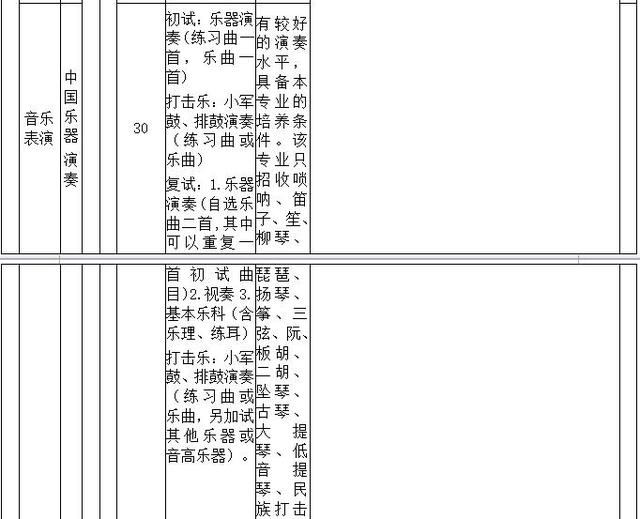 音乐
表演
中国乐器演奏
30
初试：乐器演
奏(练习曲一
首，乐曲一
首)
打击乐：小军
鼓、排鼓演奏
（练习曲或
乐曲）
复试：1.乐器
演奏(自选乐
曲二首,其中
可以重复一
有较好
的演奏
水平，
具备本
专业的
培养条
件。该
专业只
招收唢
呐、笛
子、笙、
柳琴、
首初试曲
目)2.视奏 3.
基本乐科（含
乐理、练耳）
打击乐：小军
鼓、排鼓演奏
（练习曲或
乐曲，另加试
其他乐器或
音高乐器）。
琵琶、
扬琴、
筝、三
弦、阮、
板胡、
二胡、
坠琴、
古琴、
大提
琴、低
音提
琴、民
族打击